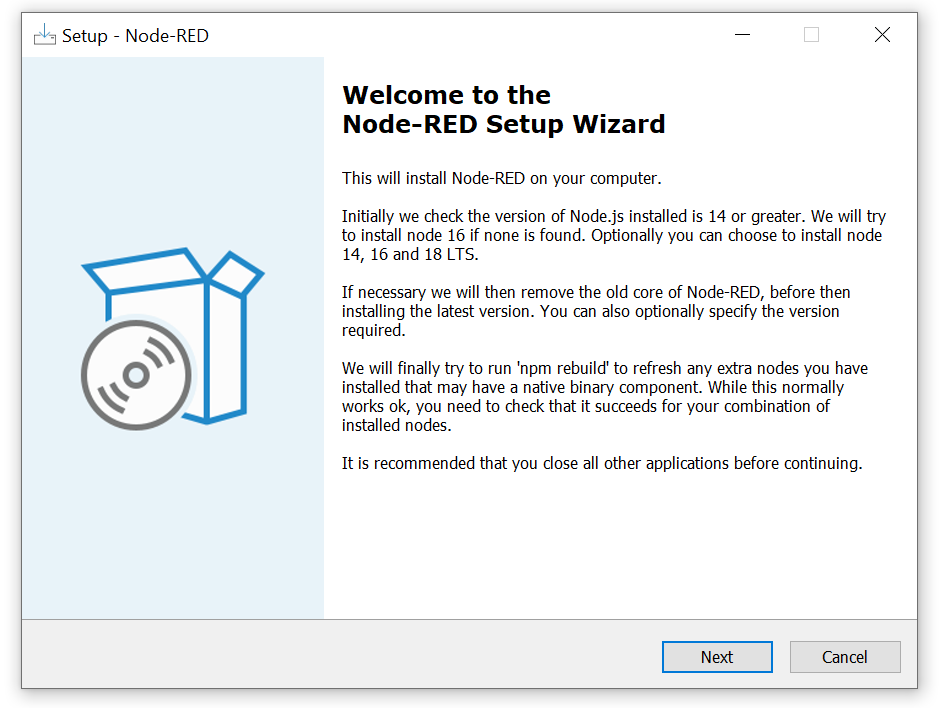 Setup - Node-RED
Welcome to the
Node-RED Setup Wizard
This will install Node-RED on your computer.
Initially we check the version of Node.js installed is 14 or greater. We will try
to install node 16 if none is found. Optionally you can choose to install node
14, 16 and 18 LTS.
If necessary we will then remove the old core of Node-RED, before then
installing the latest version. You can also optionally specify the version
required.
We will finally try to run 'npm rebuild' to refresh any extra nodes you have
installed that may have a native binary component. While this normally
works ok, you need to check that it succeeds for your combination of
installed nodes.
It is recommended that you close all other applications before continuing.
Next
Cancel